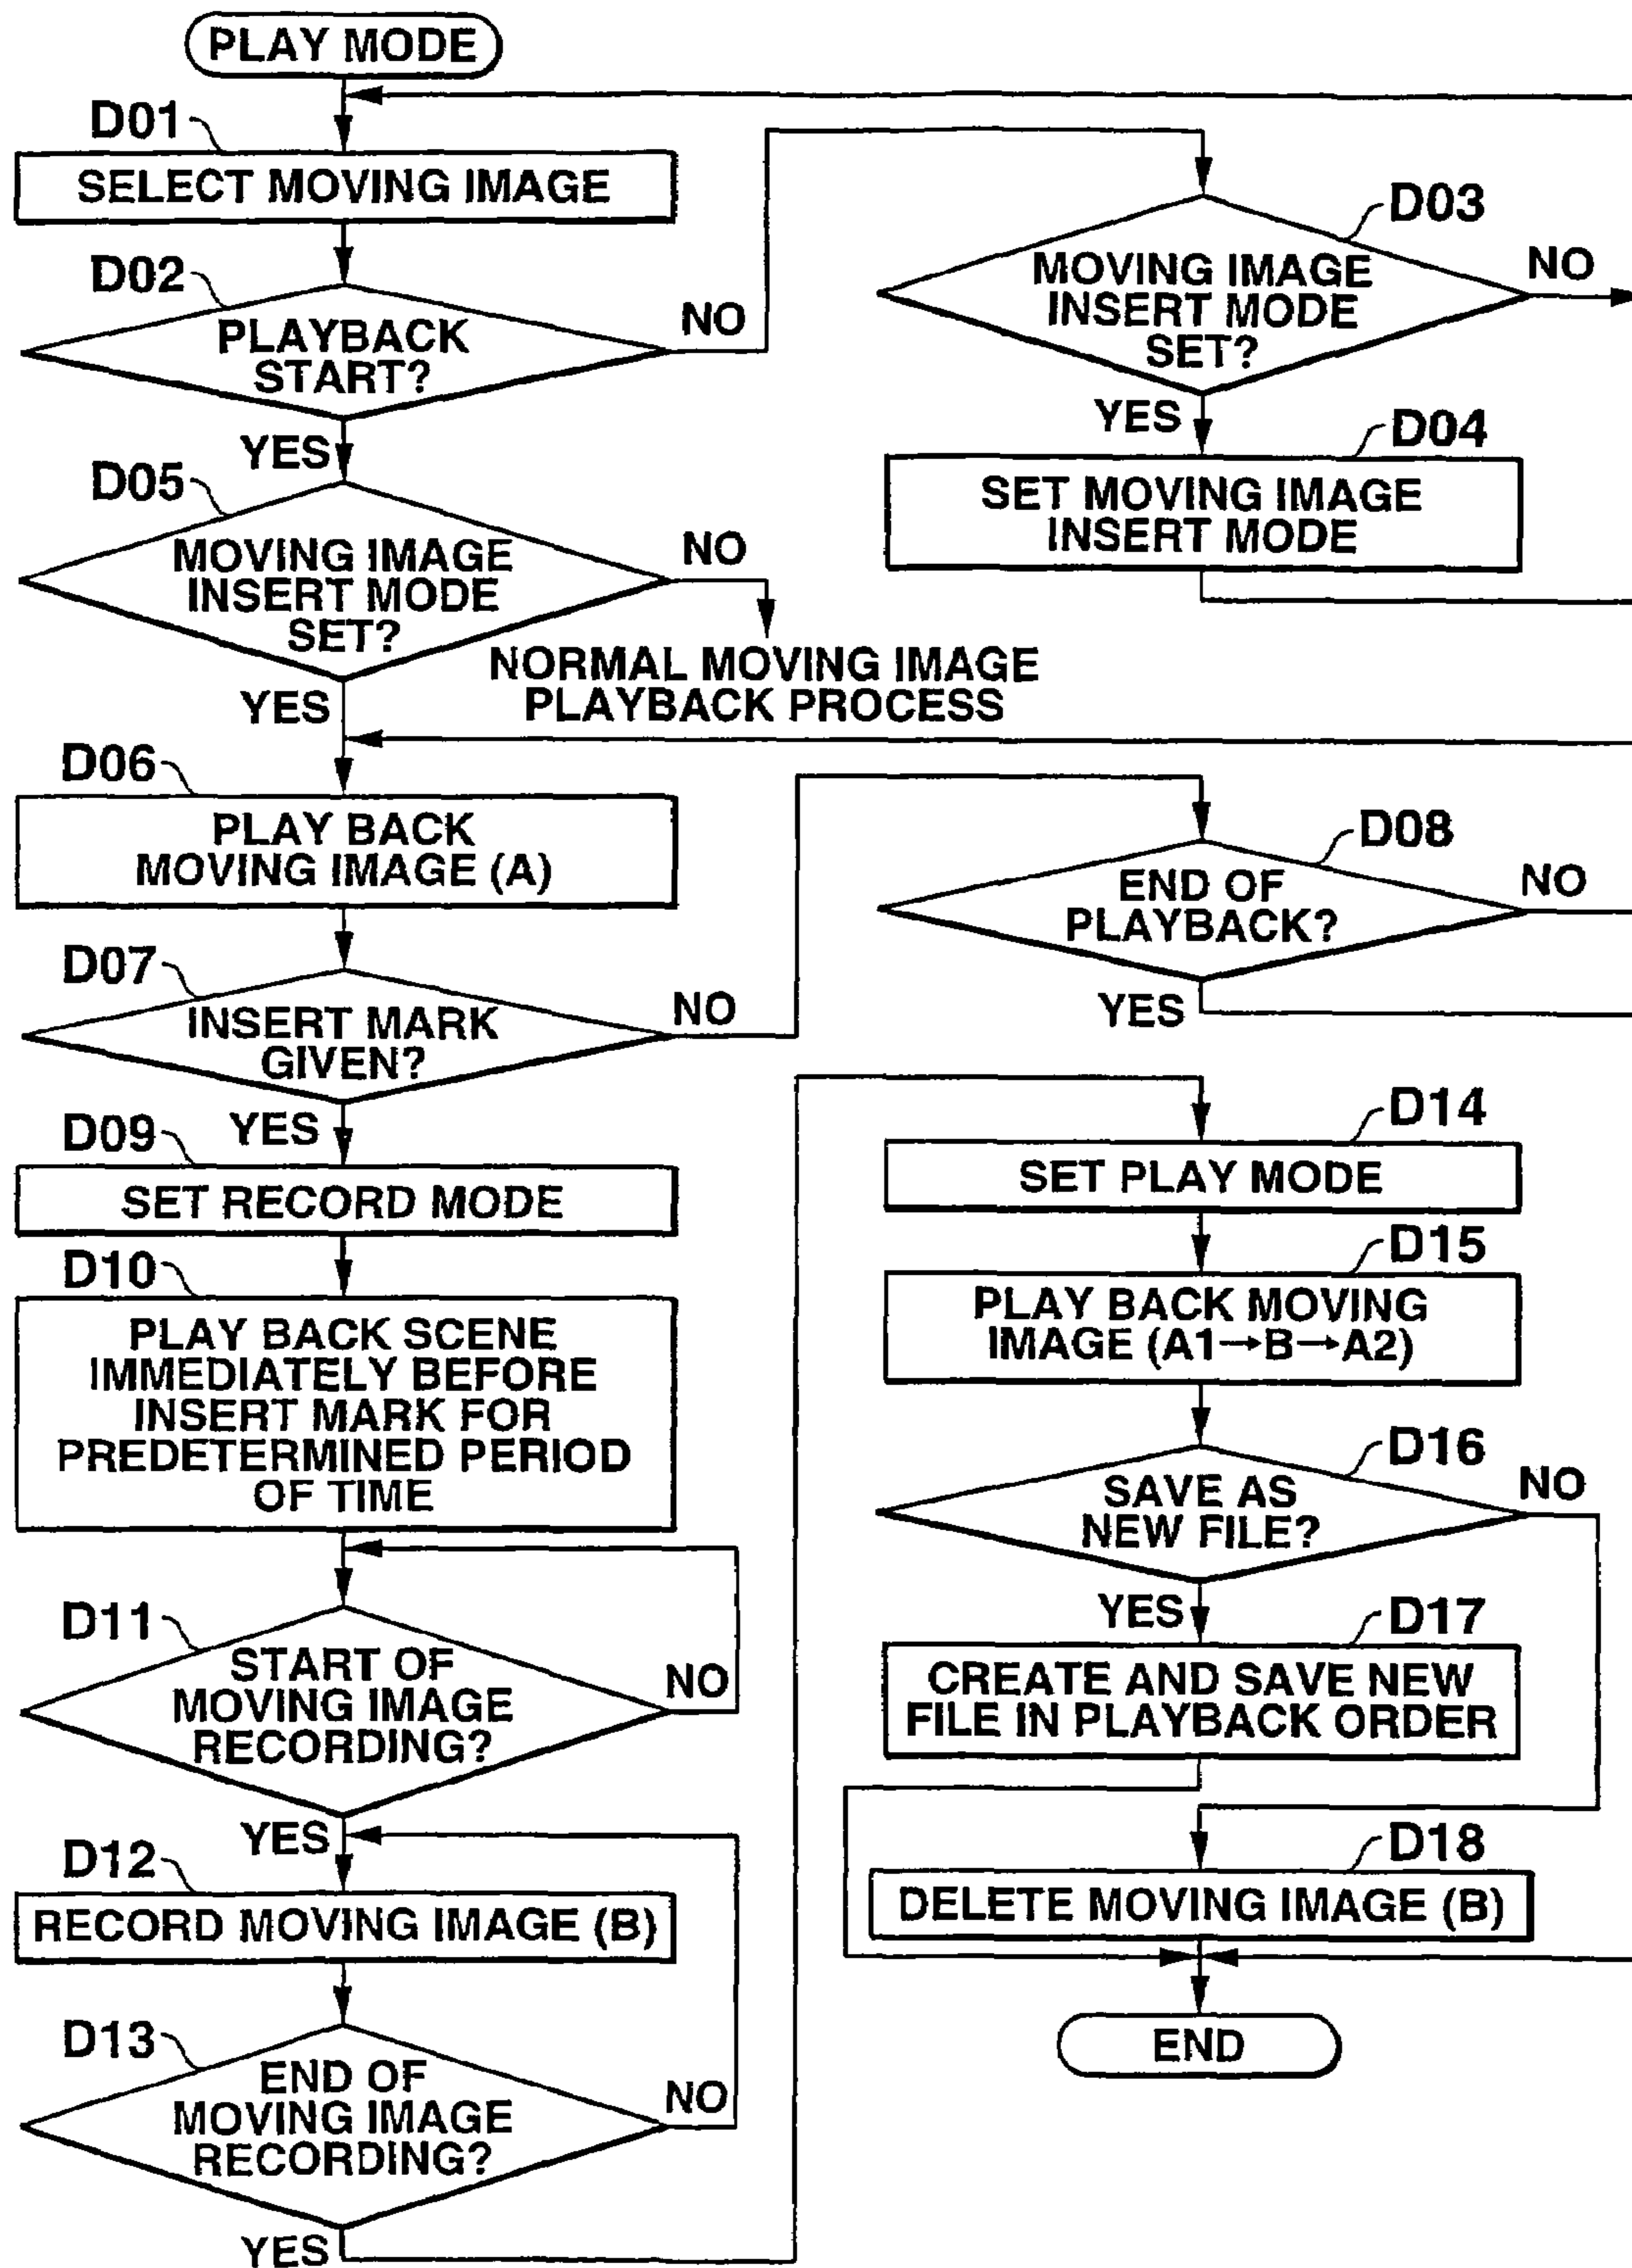 PLAY MODE
D01
SELECT MOVING IMAGE
D02
PLAYBACK
START?
NO
YES
D03
MOVING IMAGE
INSERT MODE
SET?
NO
YES
D04
SET MOVING IMAGE
INSERT MODE
D05
MOVING IMAGE
INSERT MODE
SET?
NO
NORMAL MOVING IMAGE
PLAYBACK PROCESS
YES
D06
PLAY BACK
MOVING IMAGE (A)
D07
INSERT MARK
GIVEN?
NO
YES
D08
END OF
PLAYBACK?
NO
YES
D09
SET RECORD MODE
D10
PLAY BACK SCENE
IMMEDIATELY BEFORE
INSERT MARK FOR
PREDETERMINED PERIOD
OF TIME
D11
START OF
MOVING IMAGE
RECORDING?
NO
YES
D12
RECORD MOVING IMAGE (B)
D13
END OF
MOVING IMAGE
RECORDING?
NO
YES
D14
SET PLAY MODE
D15
PLAY BACK MOVING
IMAGE (A1→B→A2)
D16
SAVE AS
NEW FILE?
NO
YES
D17
CREATE AND SAVE NEW
FILE IN PLAYBACK ORDER
D18
DELETE MOVING IMAGE (B)
END